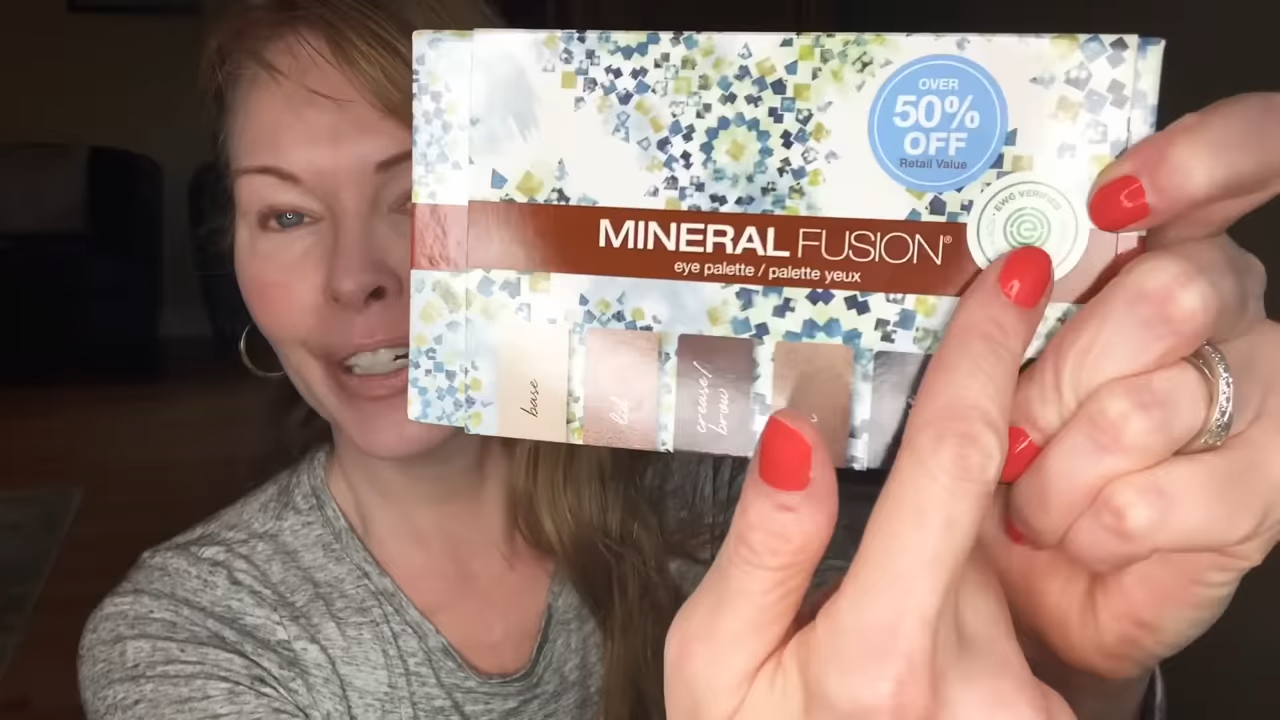 OVER
50%
OFF
Retail Value
EWG VERIFIED
MINERAL FUSION®
eye palette / palette yeux
base
lid
crease/
brow